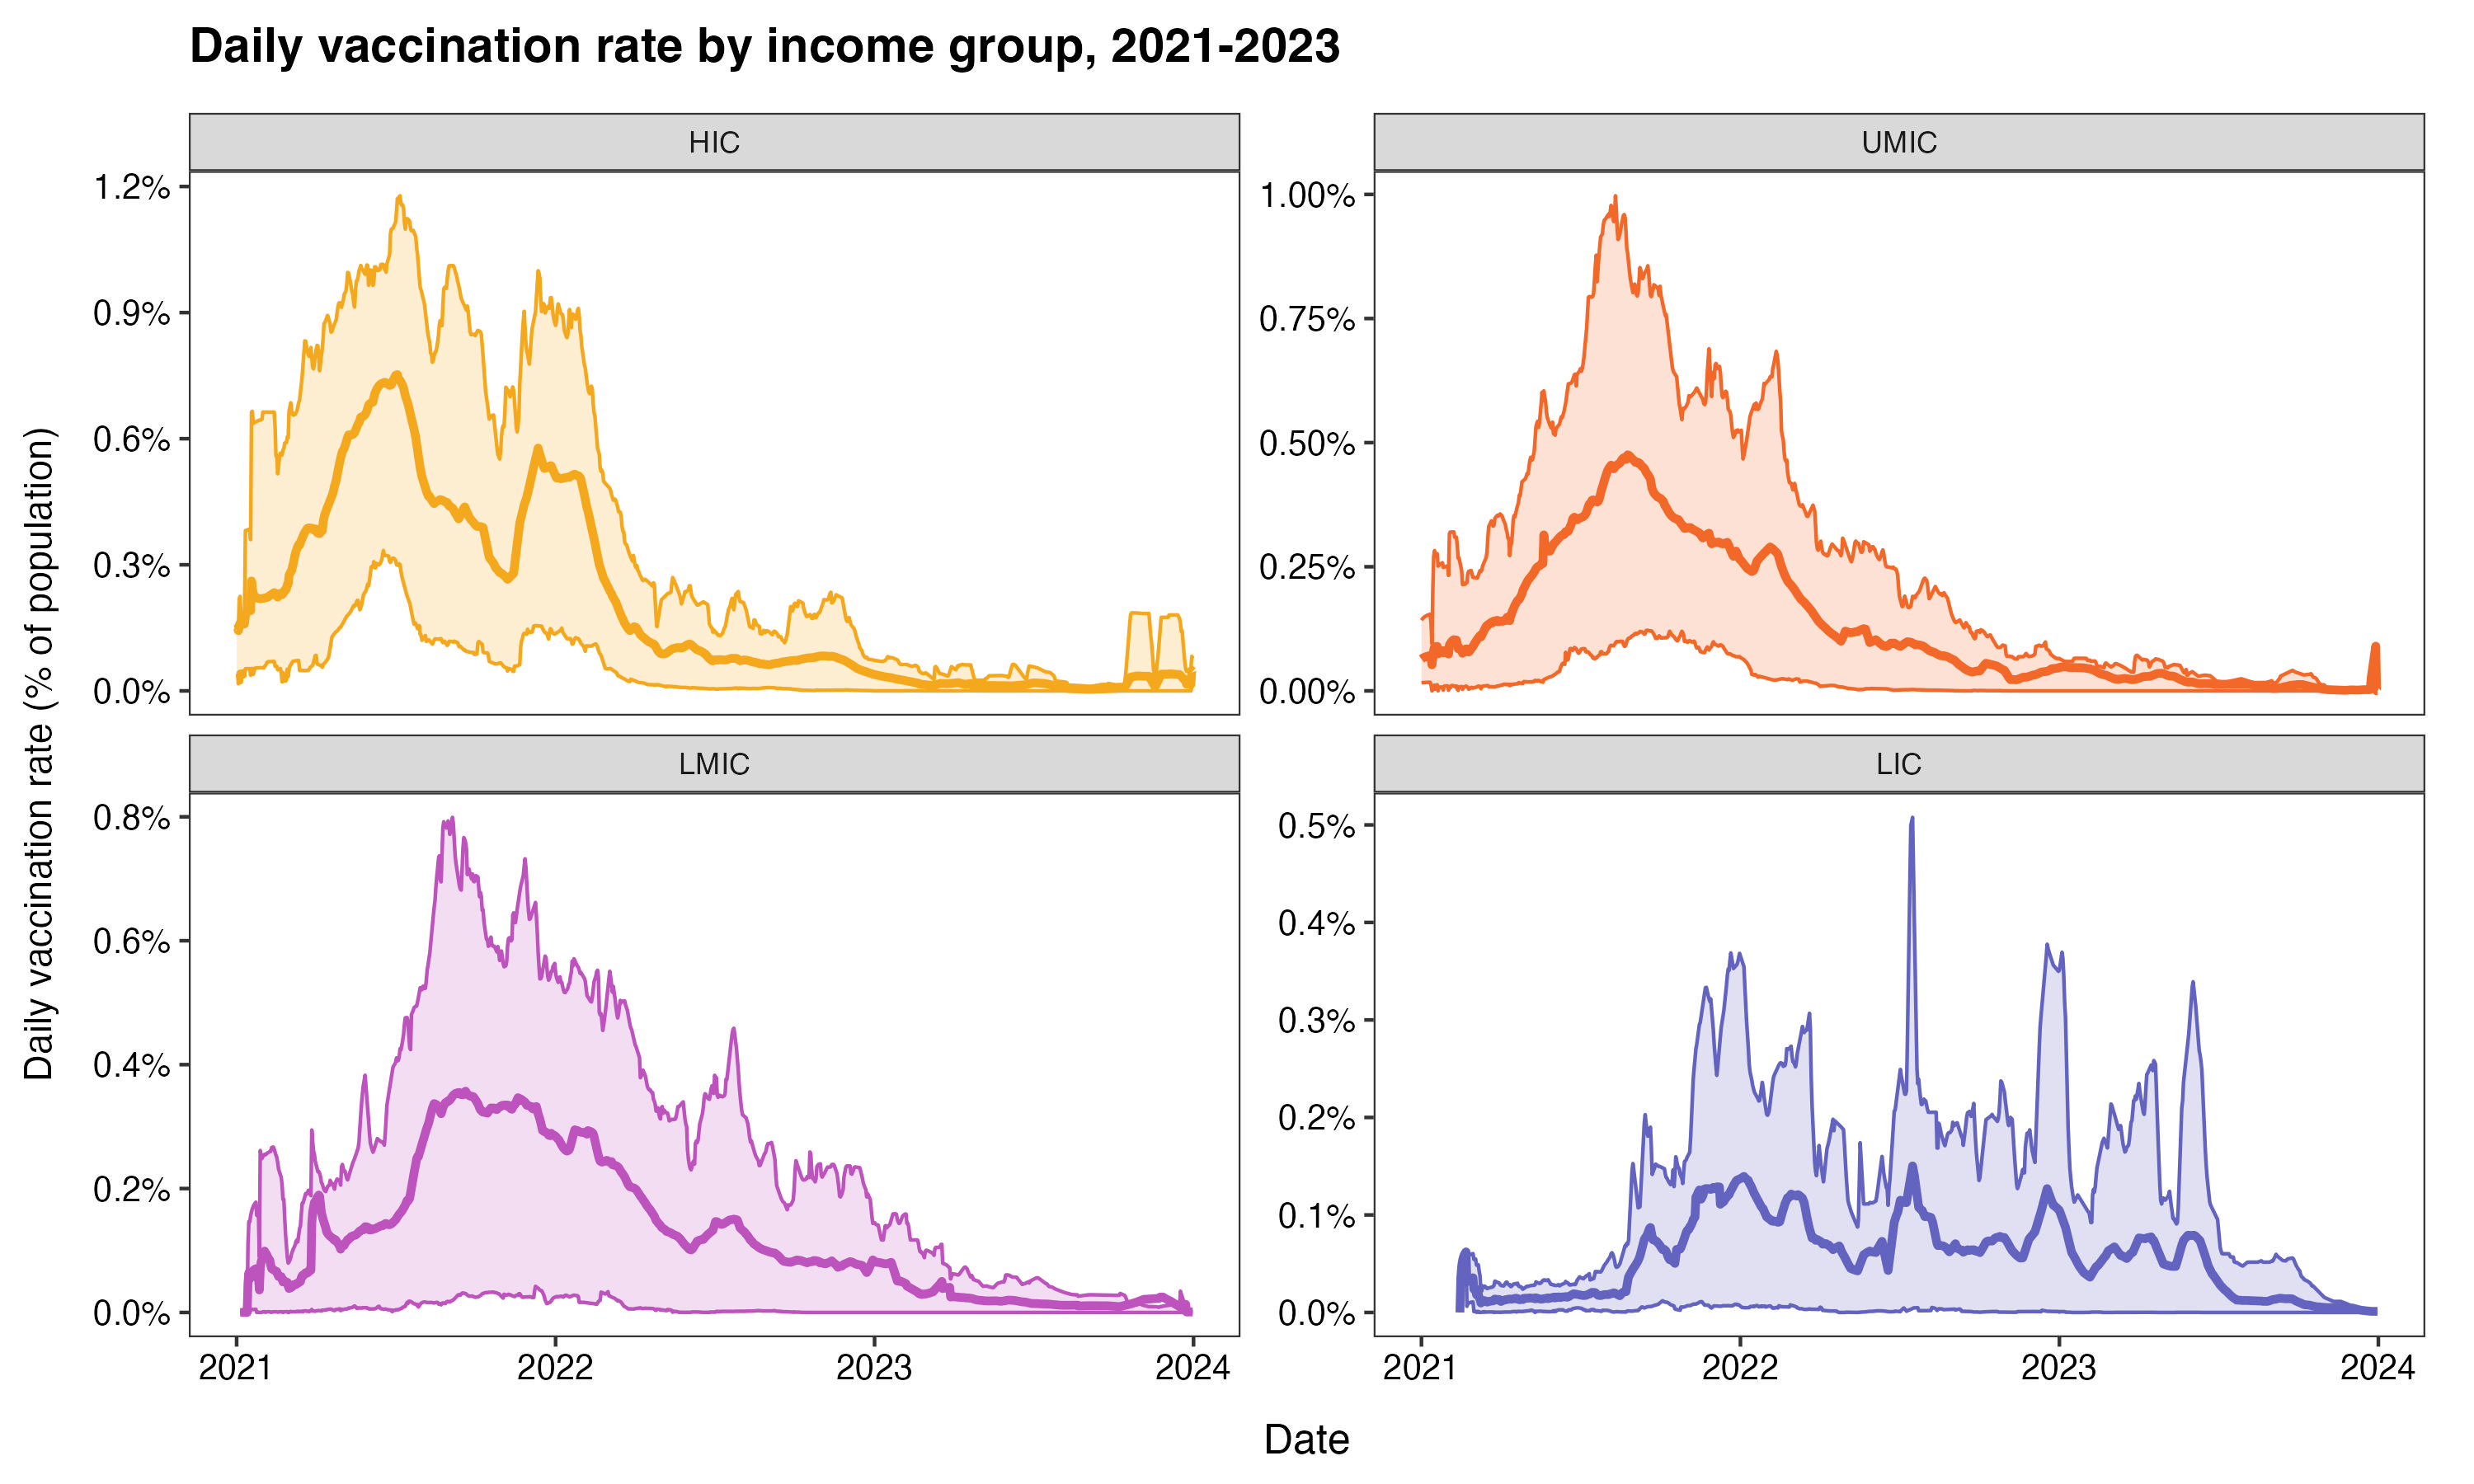 Daily vaccination rate by income group, 2021-2023
Daily vaccination rate (% of population)
HIC
1.2%
0.9%
0.6%
0.3%
0.0%
UMIC
1.00%
0.75%
0.50%
0.25%
0.00%
LMIC
0.8%
0.6%
0.4%
0.2%
0.0%
2021 2022 2023 2024
LIC
0.5%
0.4%
0.3%
0.2%
0.1%
0.0%
2021 2022 2023 2024
Date